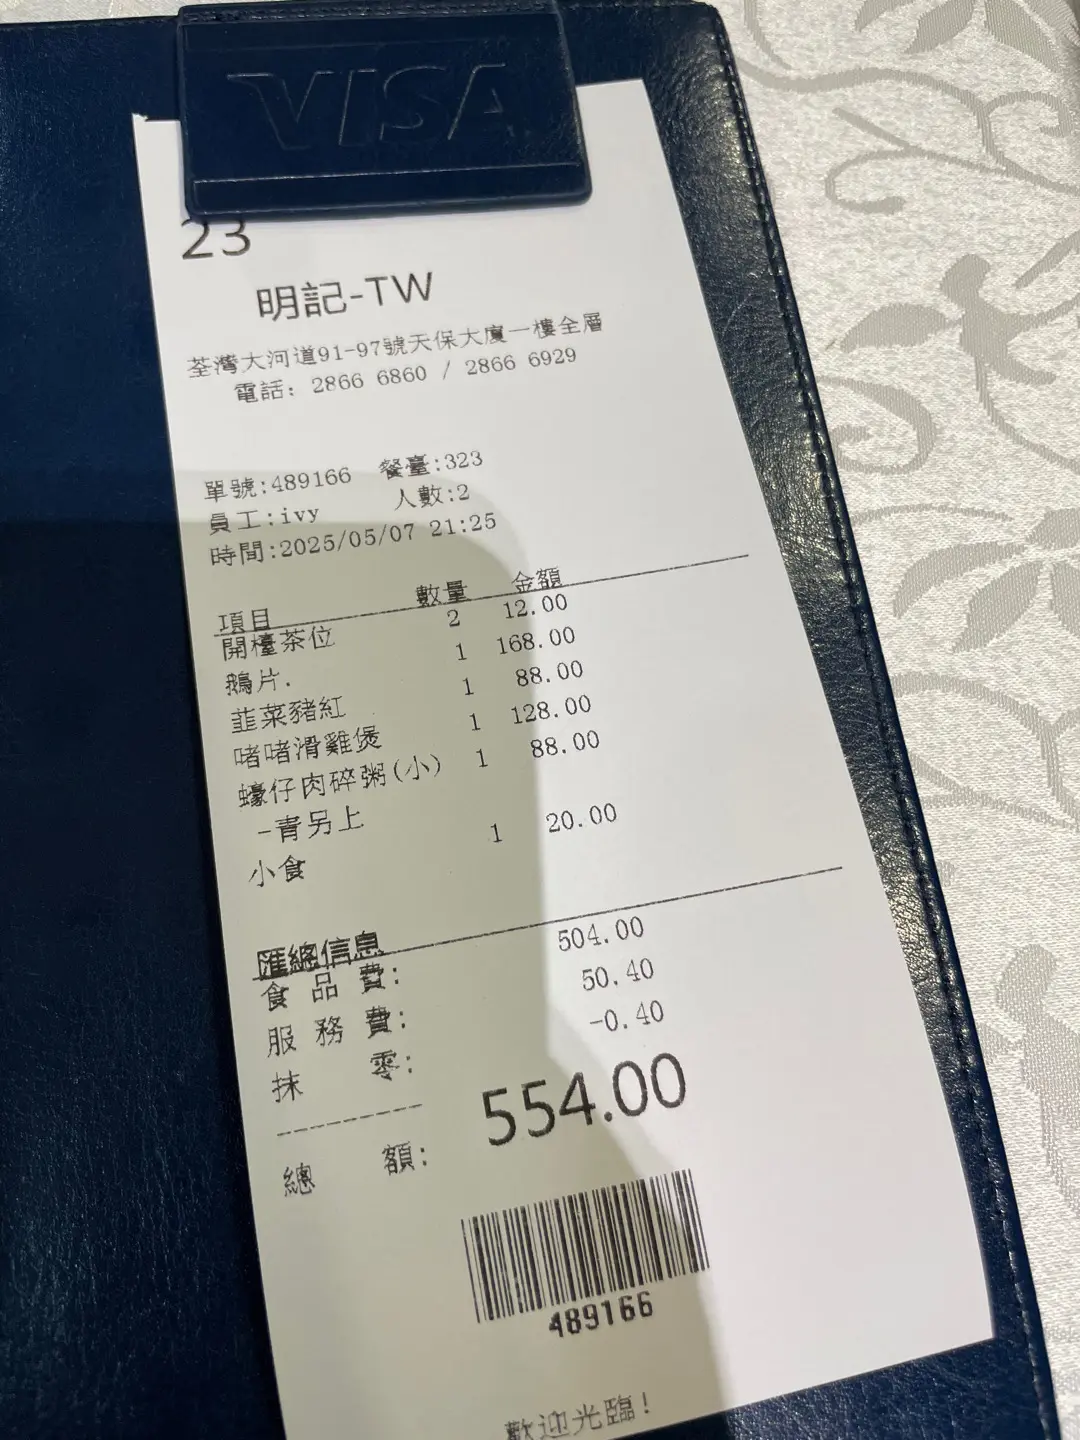 VISA
23
明記-TW
荃灣大河道91-97號天保大廈一樓全層
電話: 2866 6860 / 2866 6929
單號:489166 餐臺:323
員工:ivy 人數:2
時間:2025/05/07 21:25
項目 數量 金額
開檯茶位 2 12.00
鵝片. 1 168.00
韮菜豬紅 1 88.00
啫啫滑雞煲 1 128.00
蠔仔肉碎粥(小) 1 88.00
-青另上
小食 1 20.00
匯總信息
食品費: 504.00
服務費: 50.40
抹零: -0.40
總額: 554.00
489166
歡迎光臨!